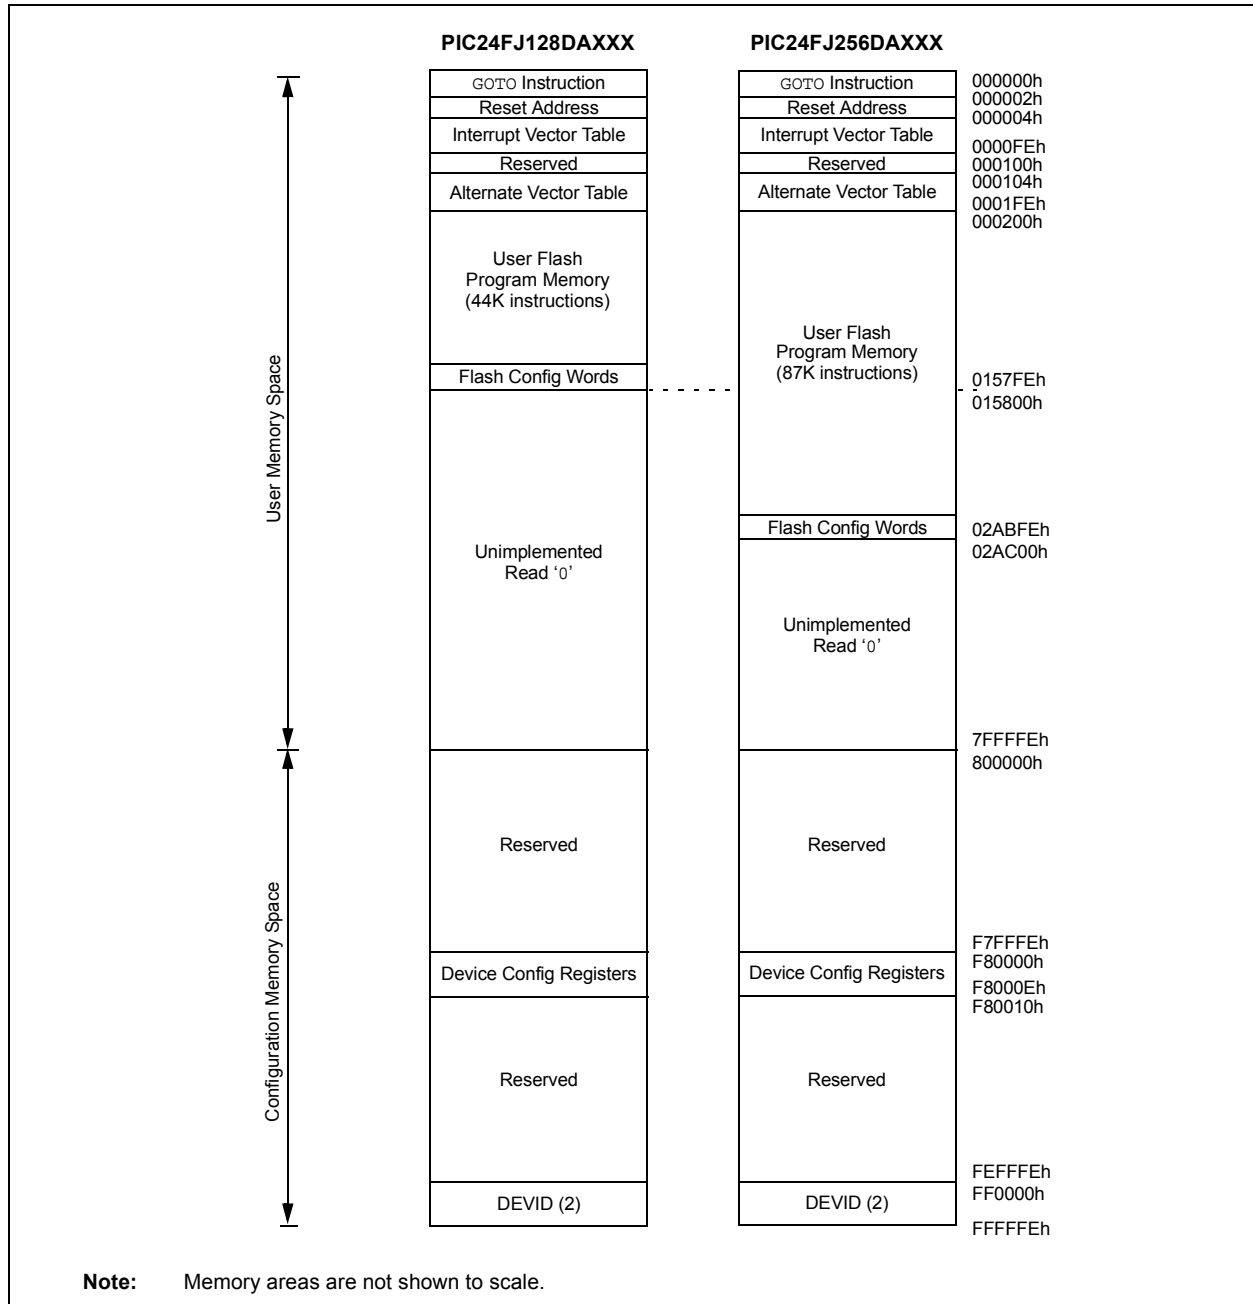 PIC24FJ128DAXXX
PIC24FJ256DAXXX
User Memory Space
Configuration Memory Space
GOTO Instruction
Reset Address
Interrupt Vector Table
Reserved
Alternate Vector Table
User Flash
Program Memory
(44K instructions)
Flash Config Words
Unimplemented
Read ‘0’
Reserved
Device Config Registers
Reserved
DEVID (2)
GOTO Instruction
Reset Address
Interrupt Vector Table
Reserved
Alternate Vector Table
User Flash
Program Memory
(87K instructions)
Flash Config Words
Unimplemented
Read ‘0’
Reserved
Device Config Registers
Reserved
DEVID (2)
000000h
000002h
000004h
0000FEh
000100h
000104h
0001FEh
000200h
0157FEh
015800h
02ABFEh
02AC00h
7FFFFEh
800000h
F7FFFEh
F80000h
F8000Eh
F80010h
FEFFFEh
FF0000h
FFFFFEh
Note: Memory areas are not shown to scale.